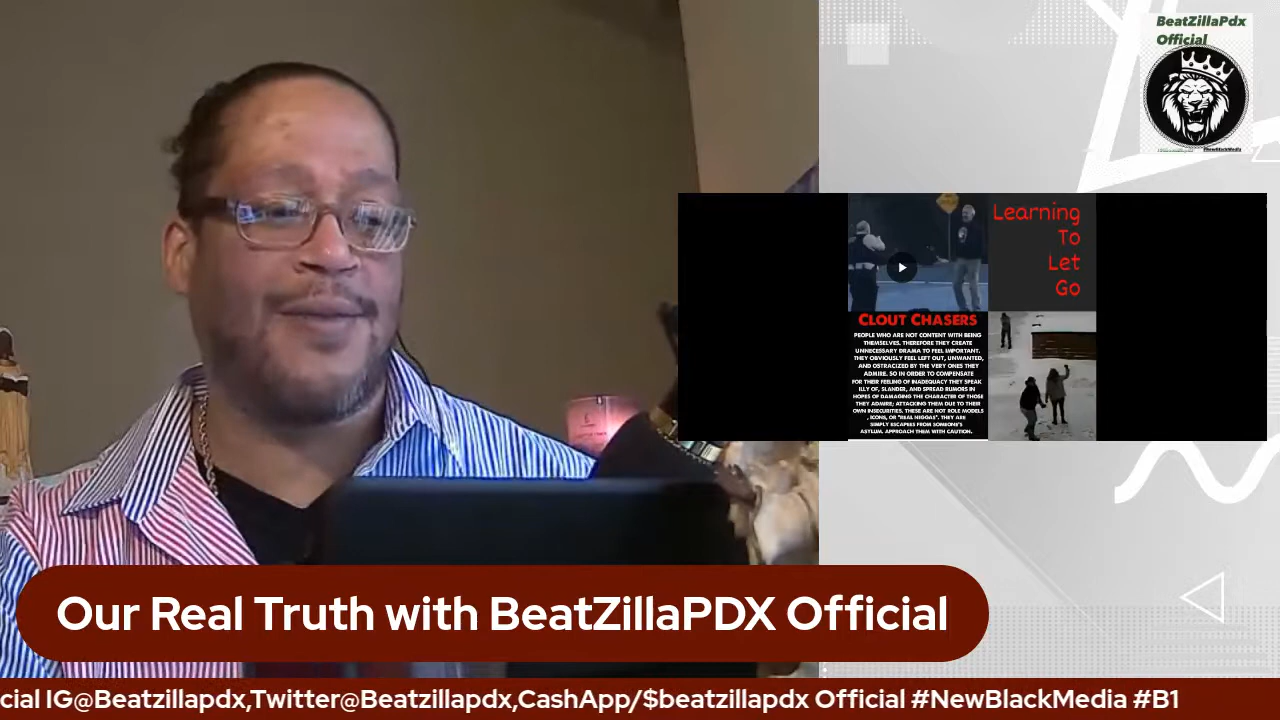 BeatZillaPdx
Official
#NewBlackMedia
Learning
To
Let
Go
CLOUT CHASERS
PEOPLE WHO ARE NOT CONTENT WITH BEING
THEMSELVES. THEREFORE THEY CREATE
UNNECESSARY DRAMA TO FEEL IMPORTANT.
THEY OBVIOUSLY FEEL LEFT OUT, UNWANTED,
AND OSTRACIZED BY THE VERY ONES THEY
ADMIRE. SO IN ORDER TO COMPENSATE
FOR THEIR FEELING OF INADEQUACY THEY SPEAK
ILLY OF, SLANDER, AND SPREAD RUMORS IN
HOPES OF DAMAGING THE CHARACTER OF THOSE
THEY ADMIRE; ATTACKING THEM DUE TO THEIR
OWN INSECURITIES. THESE ARE NOT ROLE MODELS
, ICONS, OR "REAL NIGGAS". THEY ARE
SIMPLY ESCAPEES FROM SOMEONE'S
ASYLUM. APPROACH THEM WITH CAUTION.
Our Real Truth with BeatZillaPDX Official
cial IG@Beatzillapdx,Twitter@Beatzillapdx,CashApp/$beatzillapdx Official #NewBlackMedia #B1